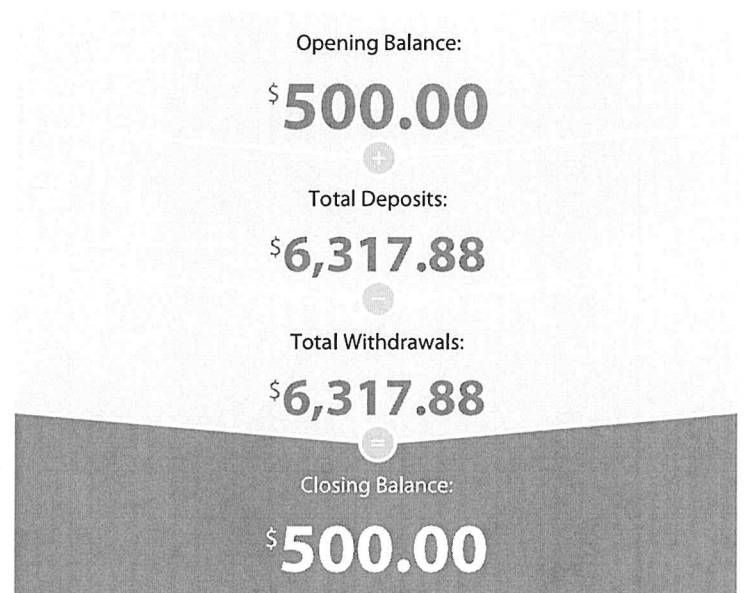 Opening Balance:
$500.00
+
Total Deposits:
$6,317.88
−
Total Withdrawals:
$6,317.88
=
Closing Balance:
$500.00